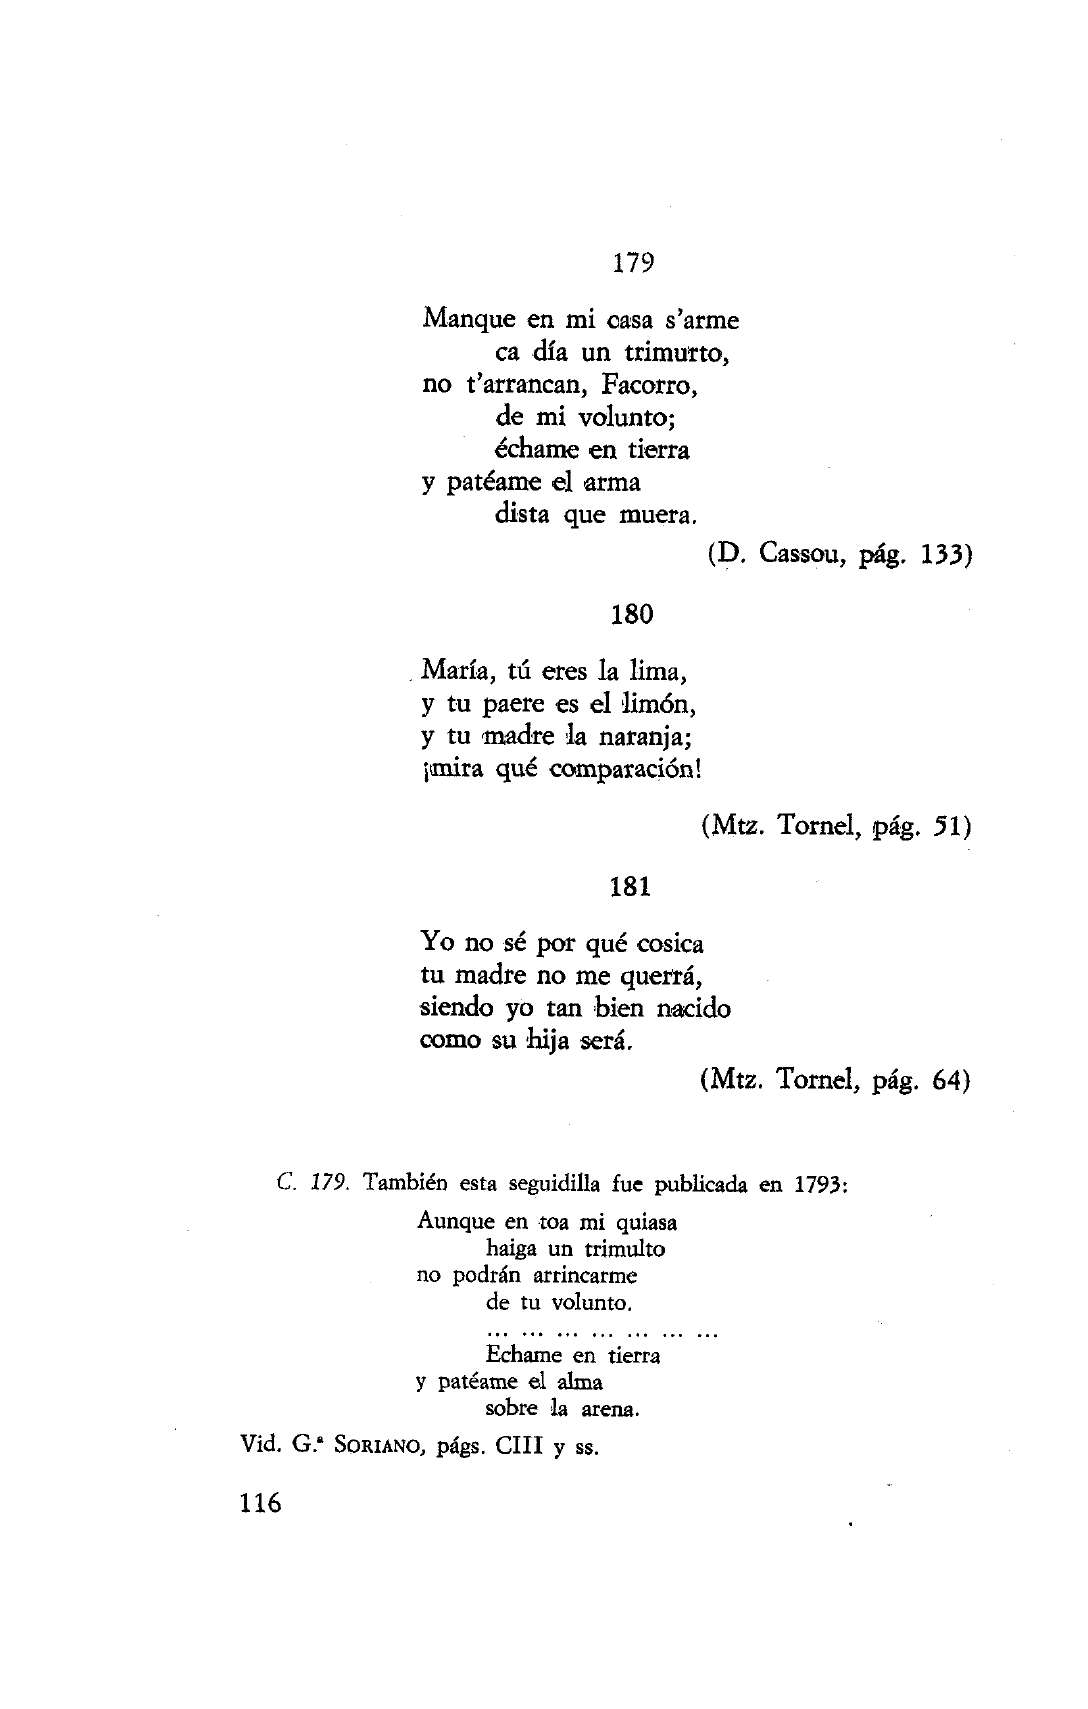 179
Manque en mi casa s'arme
ca día un trimurto,
no t'arrancan, Facorro,
de mi volunto;
échame en tierra
y patéame el arma
dista que muera.
(D. Cassou, pág. 133)
180
María, tú eres la lima,
y tu paere es el limón,
y tu madre la naranja;
¡mira qué comparación!
(Mtz. Tornel, pág. 51)
181
Yo no sé por qué cosica
tu madre no me querrá,
siendo yo tan bien nacido
como su hija será.
(Mtz. Tornel, pág. 64)
C. 179. También esta seguidilla fue publicada en 1793:
Aunque en toa mi quiasa
haiga un trimulto
no podrán arrincarme
de tu volunto.
... ... ... ... ... ... ...
Echame en tierra
y patéame el alma
sobre la arena.
Vid. G.ª SORIANO, págs. CIII y ss.
116